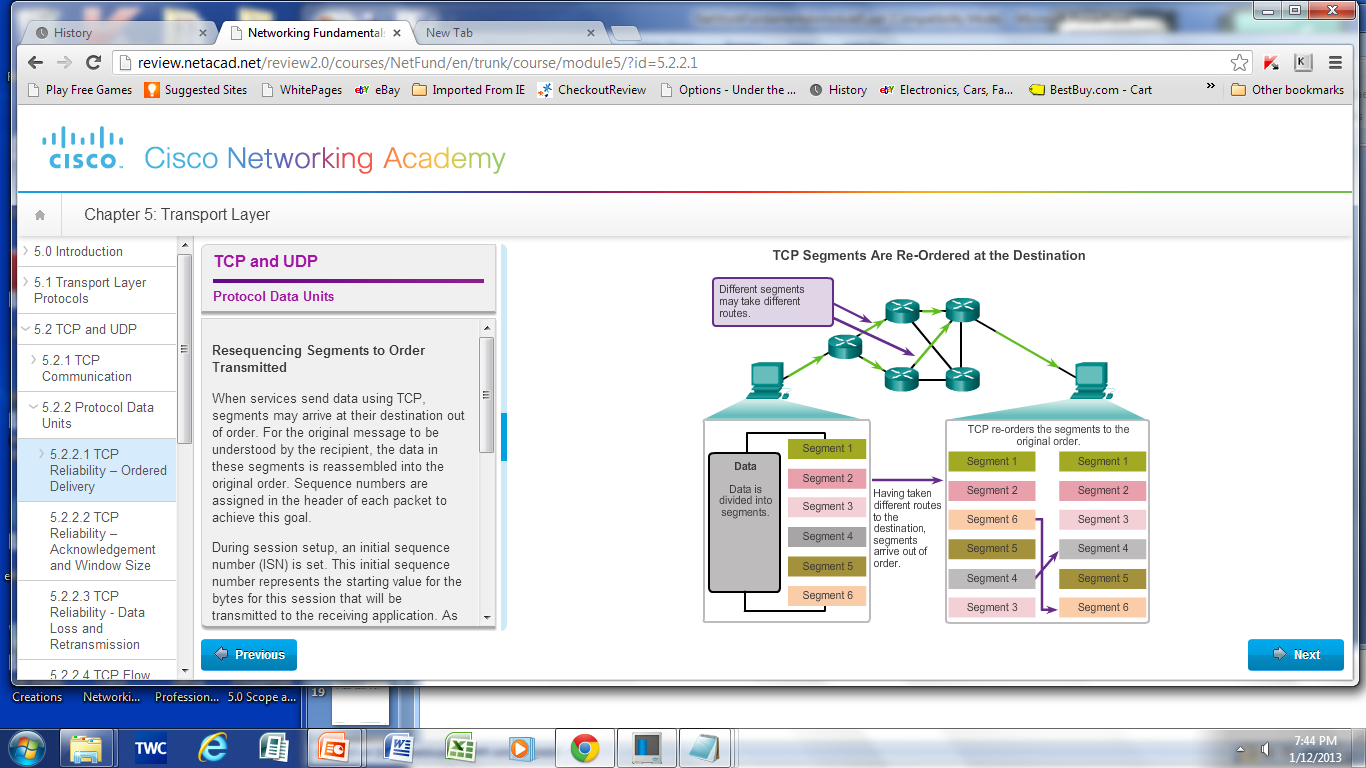 History
Networking Fundamental
New Tab
review.netacad.net/review2.0/courses/NetFund/en/trunk/course/module5/?id=5.2.2.1
K
Play Free Games
Suggested Sites
WhitePages
eBay
Imported From IE
CheckoutReview
Options - Under the ...
History
Electronics, Cars, Fa...
BestBuy.com - Cart
»
Other bookmarks
CISCO
Cisco Networking Academy
Chapter 5: Transport Layer
5.0 Introduction
5.1 Transport Layer
Protocols
5.2 TCP and UDP
5.2.1 TCP
Communication
5.2.2 Protocol Data
Units
5.2.2.1 TCP
Reliability – Ordered
Delivery
5.2.2.2 TCP
Reliability –
Acknowledgement
and Window Size
5.2.2.3 TCP
Reliability - Data
Loss and
Retransmission
5.2.2.4 TCP Flow
TCP and UDP
Protocol Data Units
Resequencing Segments to Order
Transmitted
When services send data using TCP,
segments may arrive at their destination out
of order. For the original message to be
understood by the recipient, the data in
these segments is reassembled into the
original order. Sequence numbers are
assigned in the header of each packet to
achieve this goal.
During session setup, an initial sequence
number (ISN) is set. This initial sequence
number represents the starting value for the
bytes for this session that will be
transmitted to the receiving application. As
Previous
TCP Segments Are Re-Ordered at the Destination
Different segments
may take different
routes.
Data
Data is
divided into
segments.
Segment 1
Segment 2
Segment 3
Segment 4
Segment 5
Segment 6
Having taken
different routes
to the
destination,
segments
arrive out of
order.
TCP re-orders the segments to the
original order.
Segment 1
Segment 2
Segment 6
Segment 5
Segment 4
Segment 3
Segment 1
Segment 2
Segment 3
Segment 4
Segment 5
Segment 6
Next
Creations
Networki...
Profession...
5.0 Scope a...
19
TWC
7:44 PM
1/12/2013